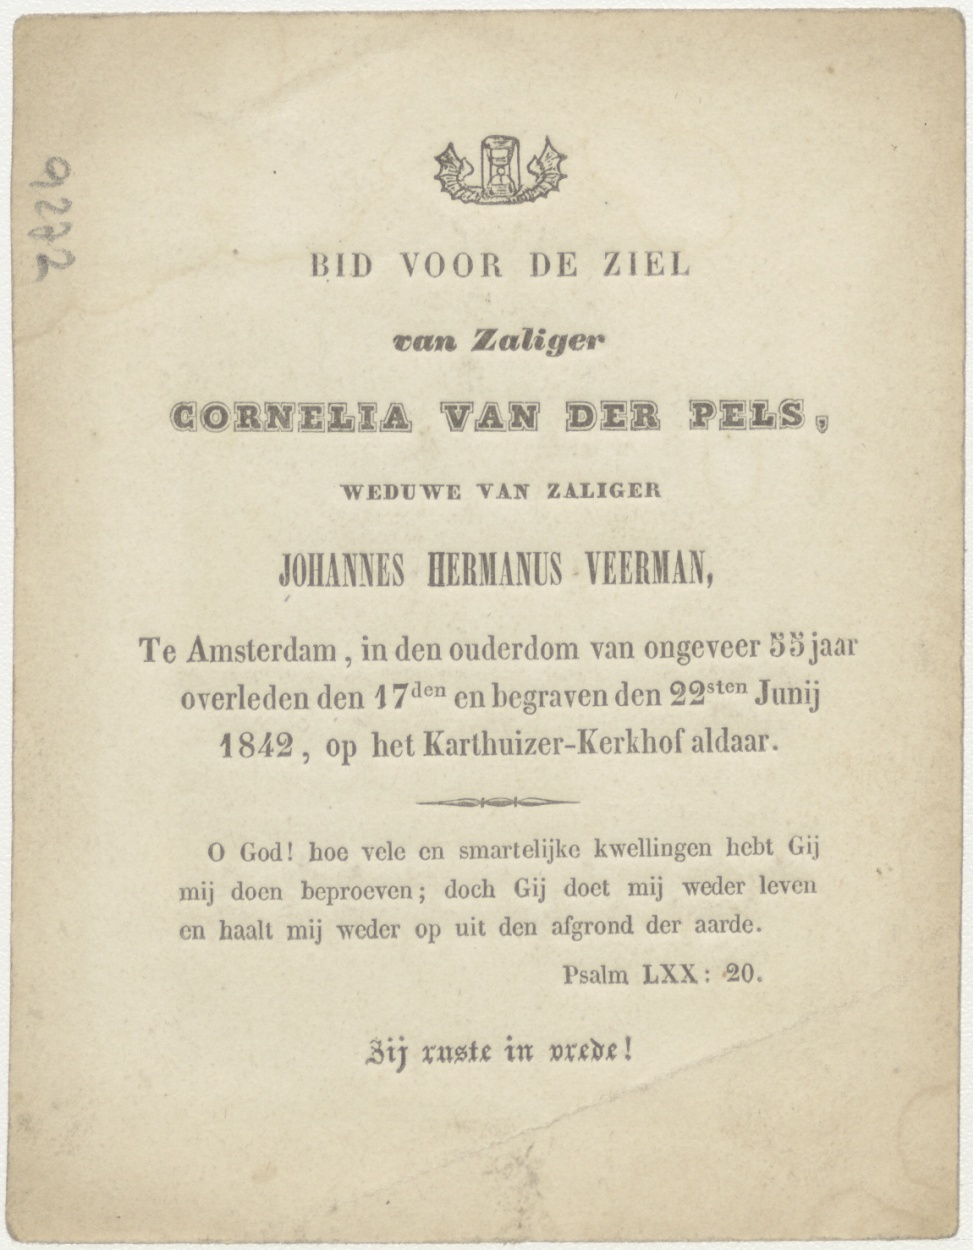 9272
BID VOOR DE ZIEL
van Zaliger
CORNELIA VAN DER PELS,
WEDUWE VAN ZALIGER
JOHANNES HERMANUS VEERMAN,
Te Amsterdam, in den ouderdom van ongeveer 55 jaar
overleden den 17den en begraven den 22sten Junij
1842, op het Karthuizer-Kerkhof aldaar.
O God! hoe vele en smartelijke kwellingen hebt Gij
mij doen beproeven; doch Gij doet mij weder leven
en haalt mij weder op uit den afgrond der aarde.
Psalm LXX: 20.
Zij ruste in vrede!